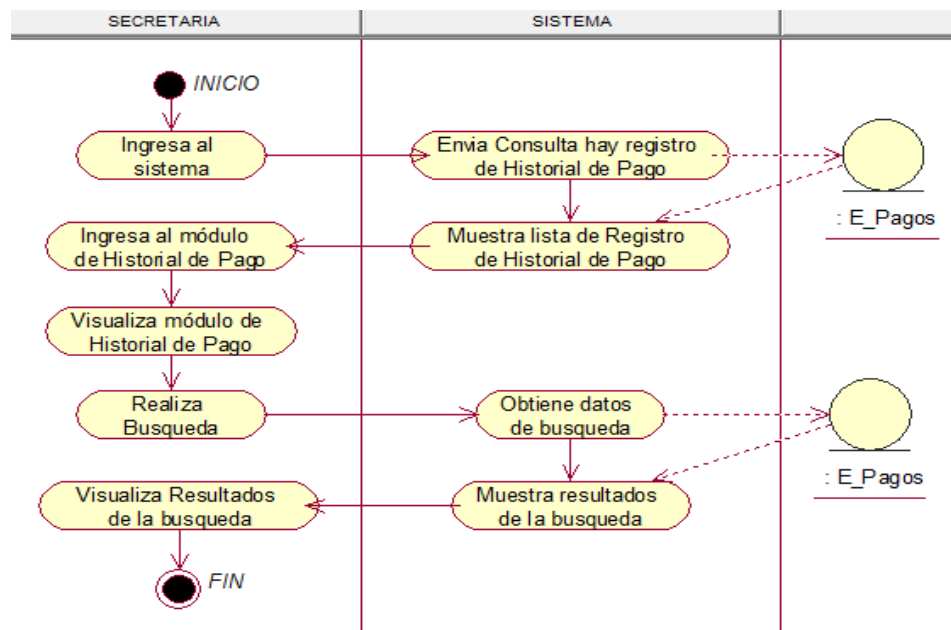 SECRETARIA
SISTEMA
INICIO
Ingresa al
sistema
Envia Consulta hay registro
de Historial de Pago
: E_Pagos
Ingresa al módulo
de Historial de Pago
Muestra lista de Registro
de Historial de Pago
Visualiza módulo de
Historial de Pago
Realiza
Busqueda
Obtiene datos
de busqueda
: E_Pagos
Visualiza Resultados
de la busqueda
Muestra resultados
de la busqueda
FIN